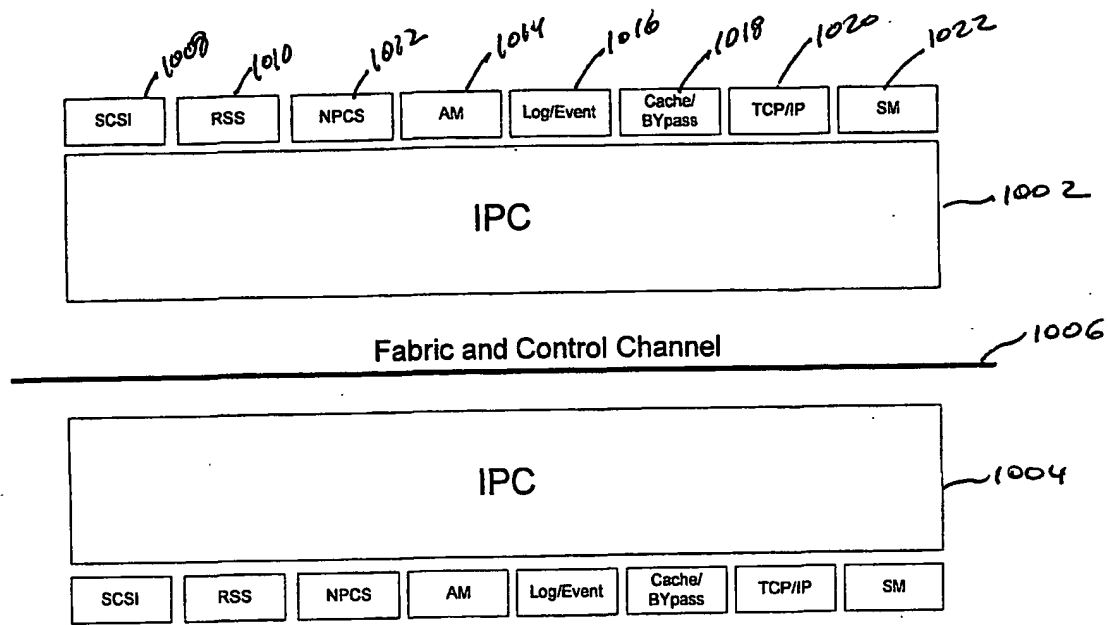 1008 1010 1012 1014 1016 1018 1020 1022
SCSI RSS NPCS AM Log/Event Cache/ BYpass TCP/IP SM
IPC
1002
Fabric and Control Channel
1006
IPC
1004
SCSI RSS NPCS AM Log/Event Cache/ BYpass TCP/IP SM